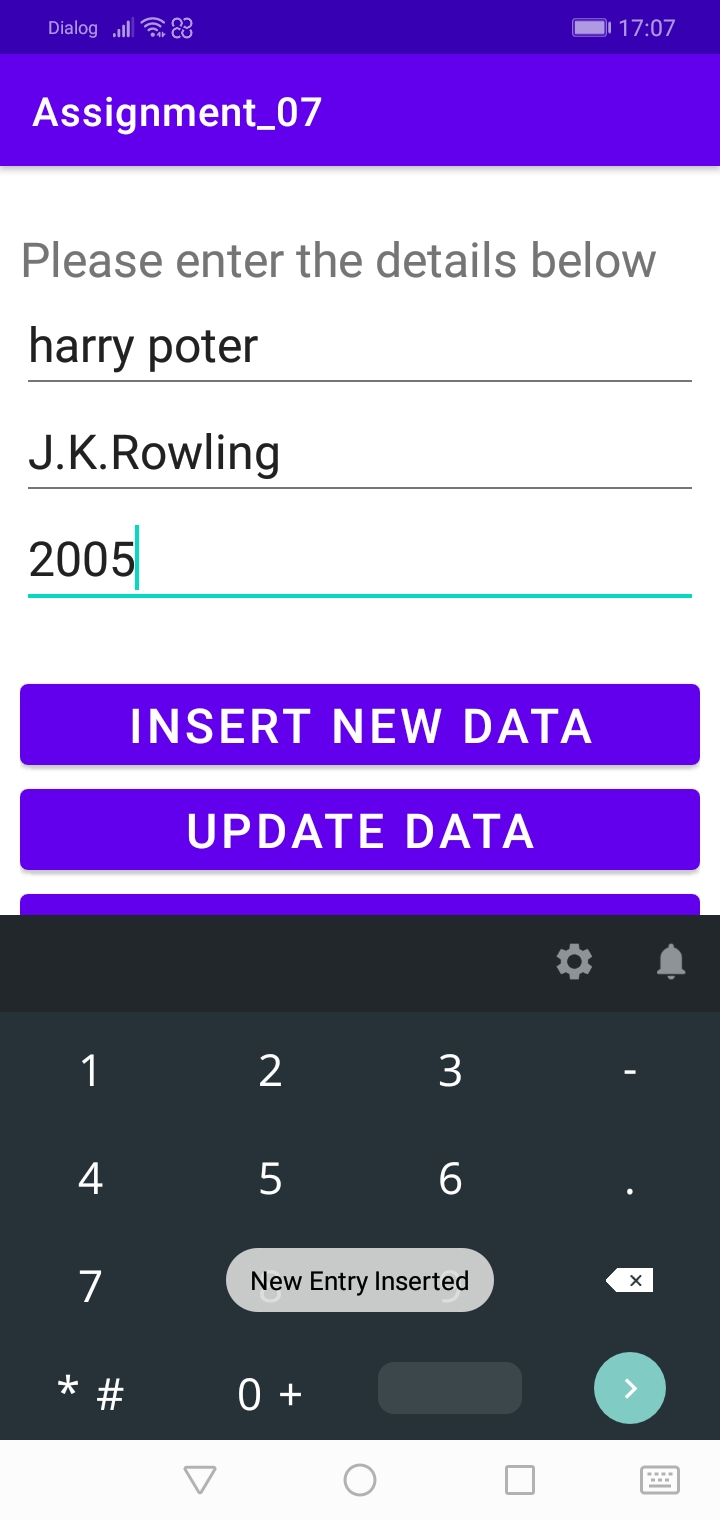 Dialog 17:07
Assignment_07
Please enter the details below
harry poter
J.K.Rowling
2005
INSERT NEW DATA
UPDATE DATA
1 2 3 -
4 5 6 .
7 New Entry Inserted
* # 0 +